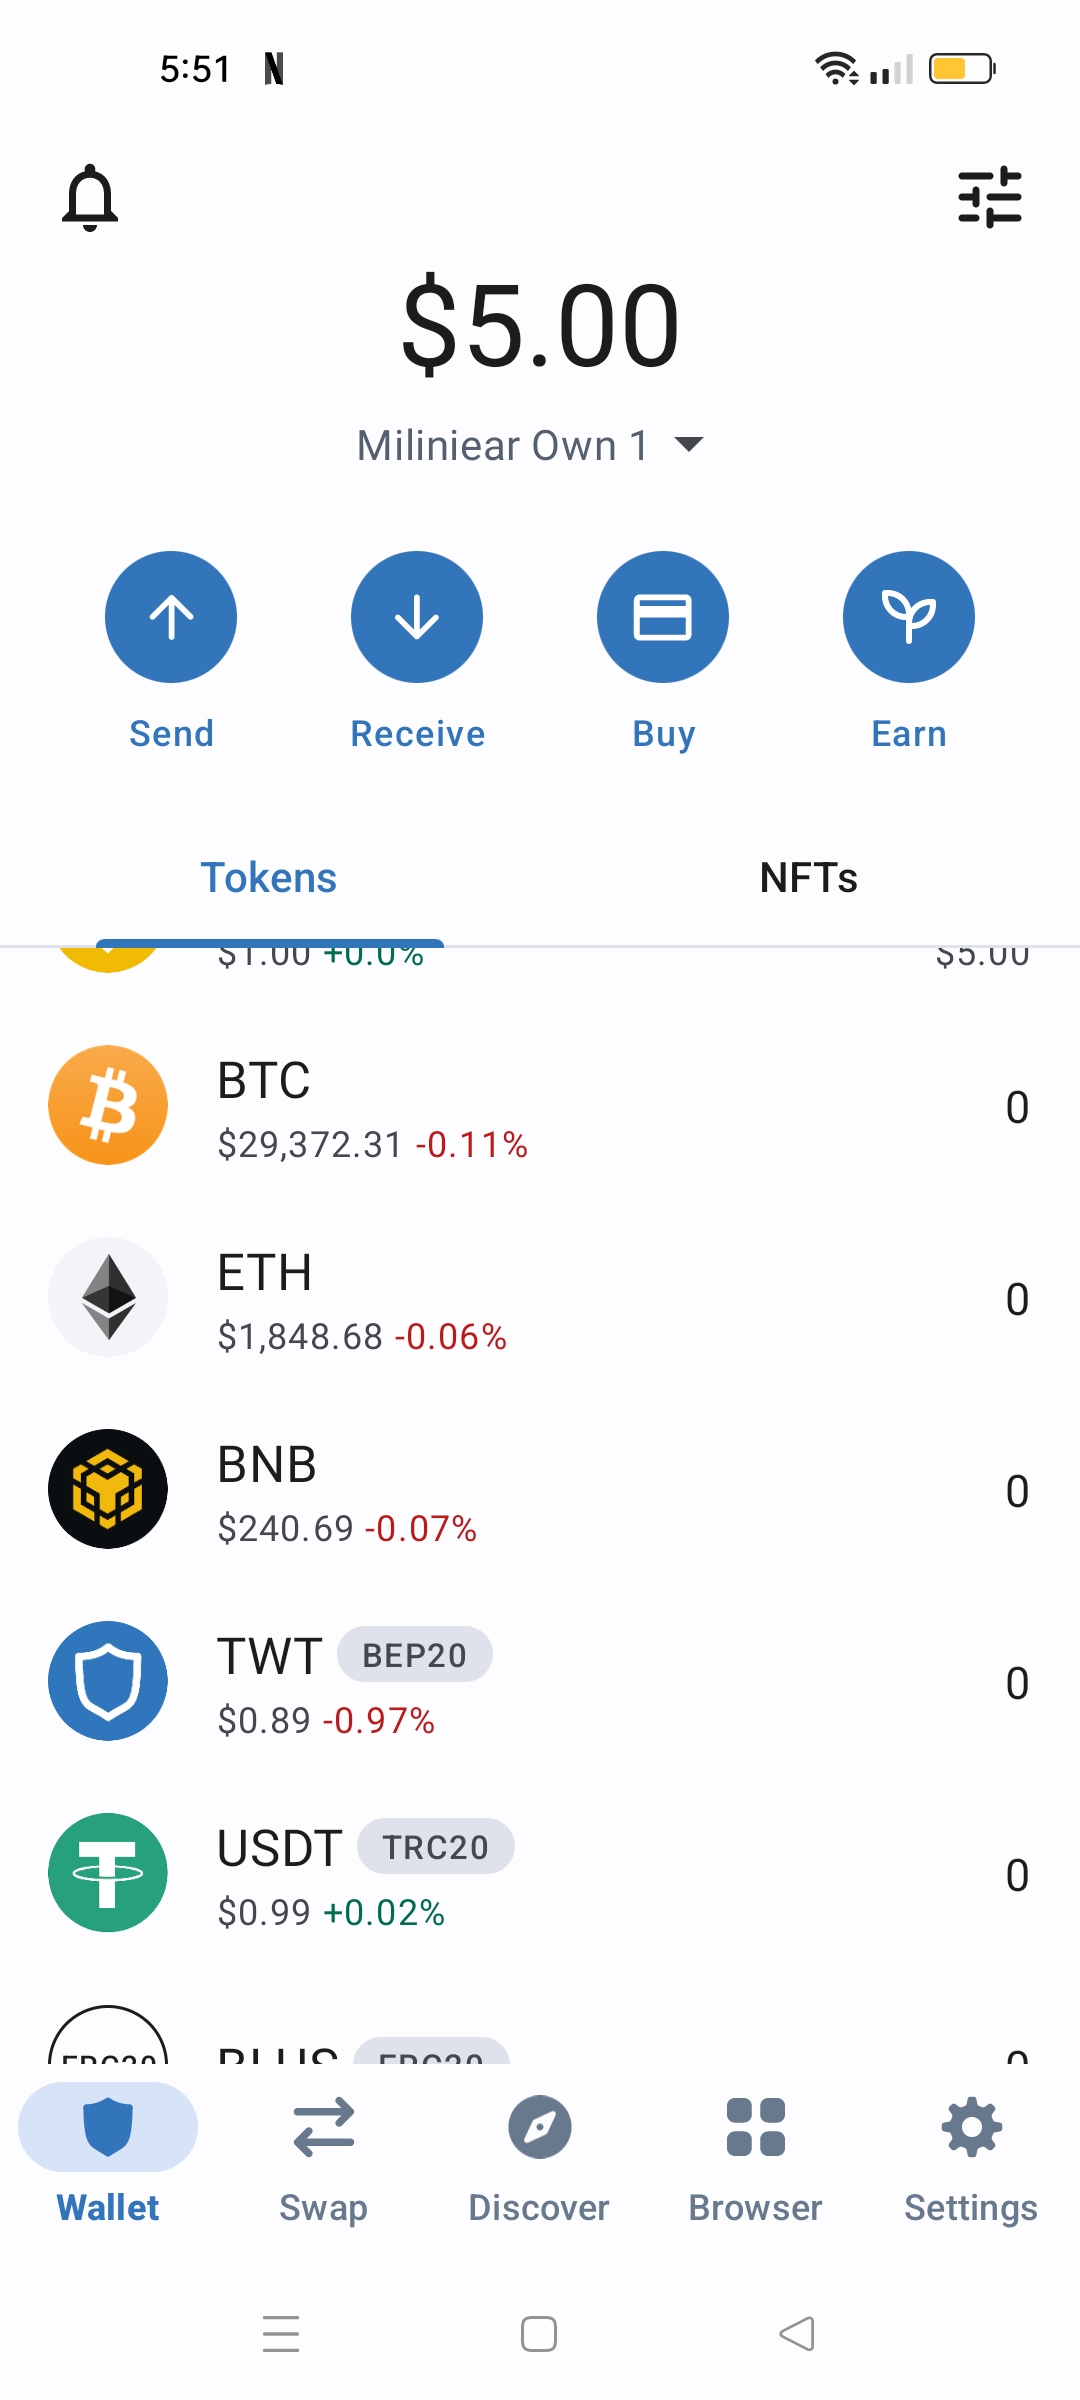 5:51 N
$5.00
Miliniear Own 1
Send Receive Buy Earn
Tokens NFTs
$1.00 +0.0% $5.00
BTC
$29,372.31 -0.11% 0
ETH
$1,848.68 -0.06% 0
BNB
$240.69 -0.07% 0
TWT BEP20
$0.89 -0.97% 0
USDT TRC20
$0.99 +0.02% 0
0
Wallet Swap Discover Browser Settings